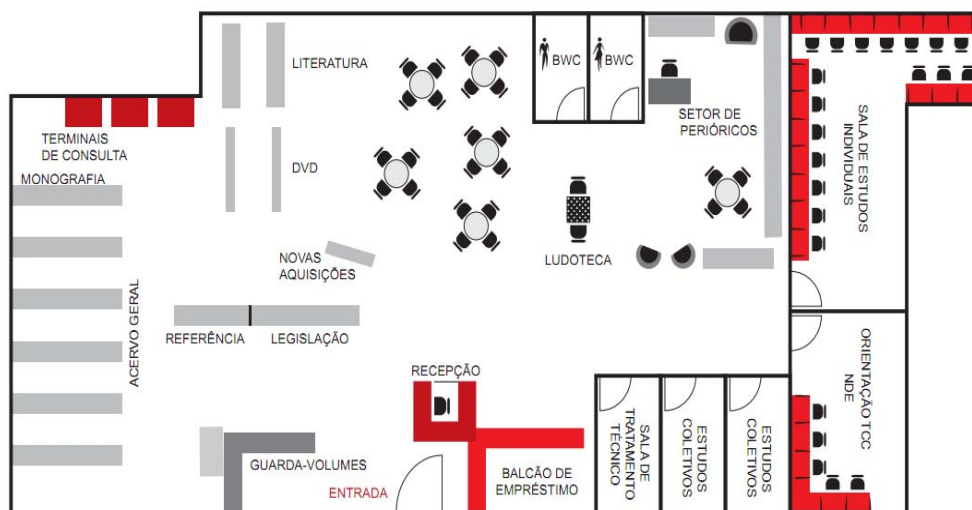 LITERATURA
BWC
BWC
SETOR DE
PERIÓRICOS
TERMINAIS
DE CONSULTA
MONOGRAFIA
DVD
SALA DE ESTUDOS
INDIVIDUAIS
NOVAS
AQUISIÇÕES
LUDOTECA
ACERVO GERAL
REFERÊNCIA
LEGISLAÇÃO
RECEPÇÃO
ORIENTAÇÃO TCC
NDE
GUARDA-VOLUMES
ENTRADA
BALCÃO DE
EMPRÉSTIMO
SALA DE
TRATAMENTO
TÉCNICO
ESTUDOS
COLETIVOS
ESTUDOS
COLETIVOS